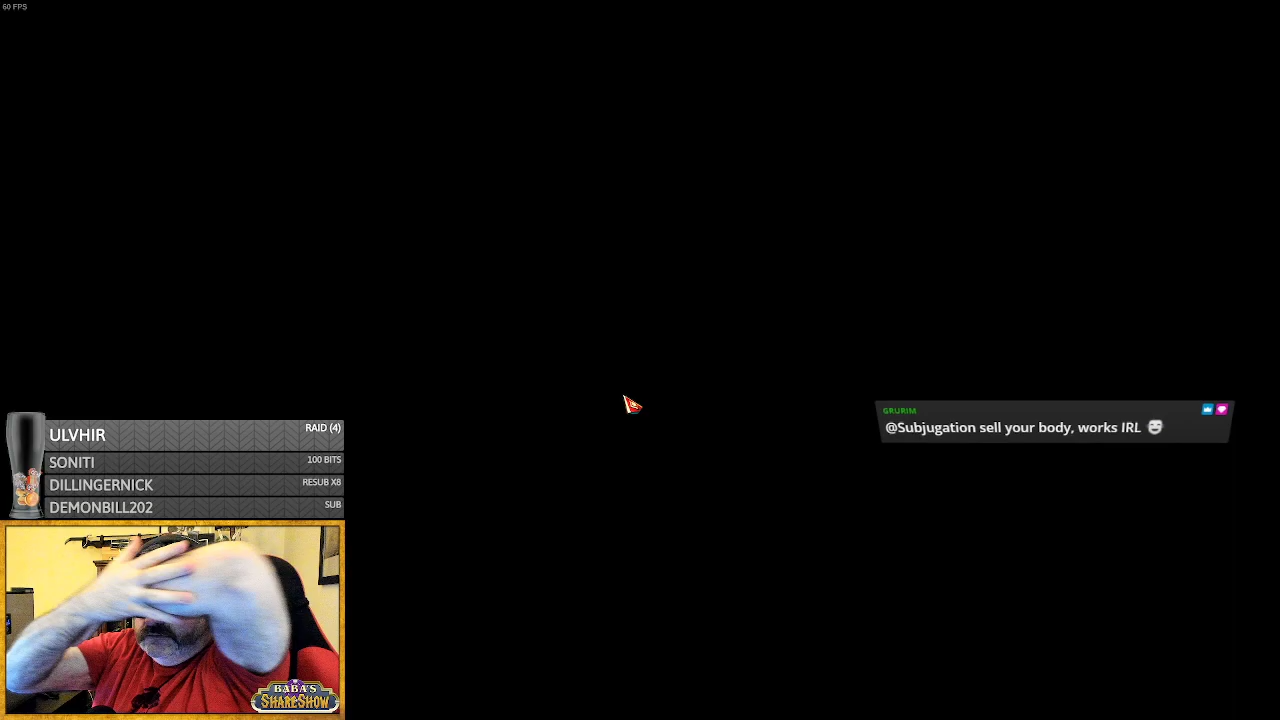 60 FPS
GRURIM
@Subjugation sell your body, works IRL
ULVHIR RAID (4)
SONITI 100 BITS
DILLINGERNICK RESUB X8
DEMONBILL202 SUB
BABA'S
SHARESHOW